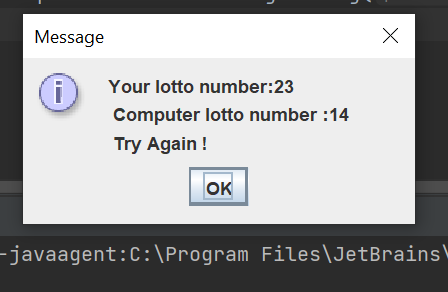 Message
Your lotto number:23
Computer lotto number :14
Try Again !
OK
-javaagent:C:\Program Files\JetBrains\